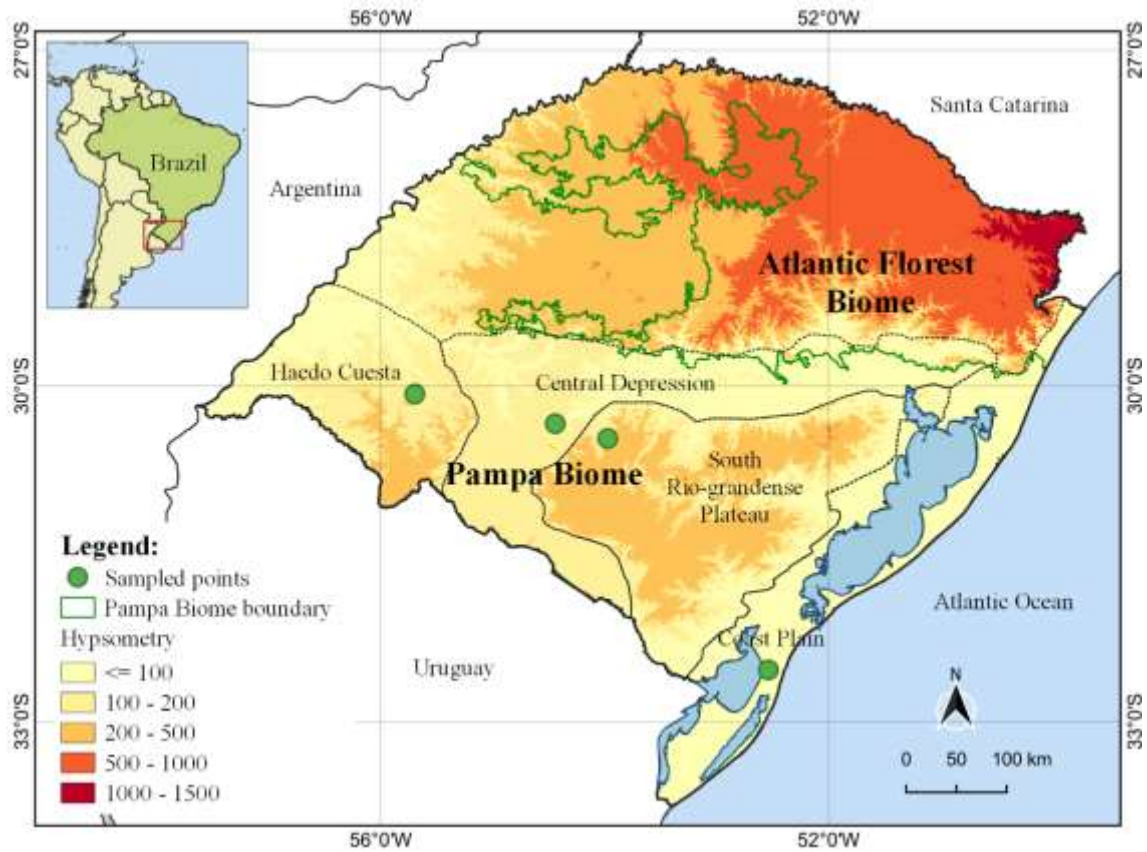 56°0'W
52°0'W
27°0'S
27°0'S
Santa Catarina
Brazil
Argentina
Atlantic Florest
Biome
Haedo Cuesta
Central Depression
30°0'S
30°0'S
Pampa Biome
South
Rio-grandense
Plateau
Legend:
Sampled points
Pampa Biome boundary
Hypsometry
<= 100
100 - 200
200 - 500
500 - 1000
1000 - 1500
Atlantic Ocean
Coast Plain
Uruguay
N
33°0'S
33°0'S
0 50 100 km
56°0'W
52°0'W